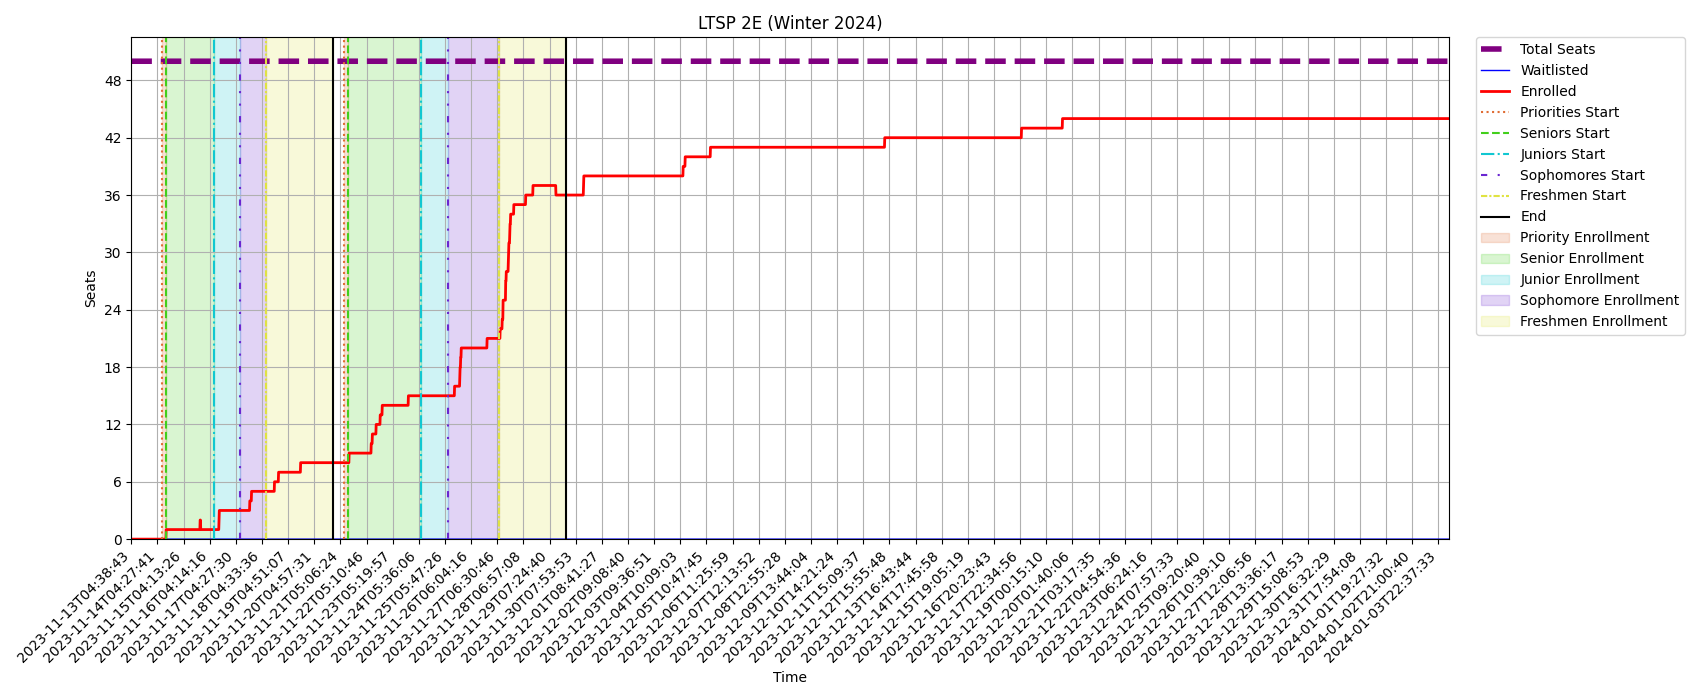 LTSP 2E (Winter 2024)
Total Seats
Waitlisted
Enrolled
Priorities Start
Seniors Start
Juniors Start
Sophomores Start
Freshmen Start
End
Priority Enrollment
Senior Enrollment
Junior Enrollment
Sophomore Enrollment
Freshmen Enrollment
Seats
48
42
36
30
24
18
12
6
0
2023-11-13T04:38:43
2023-11-14T04:27:41
2023-11-15T04:13:26
2023-11-16T04:14:16
2023-11-17T04:27:30
2023-11-18T04:33:36
2023-11-19T04:51:07
2023-11-20T04:57:31
2023-11-21T05:06:24
2023-11-22T05:10:46
2023-11-23T05:19:57
2023-11-24T05:36:06
2023-11-25T05:47:26
2023-11-26T06:04:16
2023-11-27T06:30:46
2023-11-28T06:57:08
2023-11-29T07:24:40
2023-11-30T07:53:53
2023-12-01T08:41:27
2023-12-02T09:08:40
2023-12-03T09:36:51
2023-12-04T10:09:03
2023-12-05T10:47:45
2023-12-06T11:25:59
2023-12-07T12:13:52
2023-12-08T12:55:28
2023-12-09T13:44:04
2023-12-10T14:21:24
2023-12-11T15:09:37
2023-12-12T15:55:48
2023-12-13T16:43:44
2023-12-14T17:45:58
2023-12-15T19:05:19
2023-12-16T20:23:43
2023-12-17T22:34:56
2023-12-19T00:15:10
2023-12-20T01:40:06
2023-12-21T03:17:35
2023-12-22T04:54:36
2023-12-23T06:24:16
2023-12-24T07:57:33
2023-12-25T09:20:40
2023-12-26T10:39:10
2023-12-27T12:06:56
2023-12-28T13:36:17
2023-12-29T15:08:53
2023-12-30T16:32:29
2023-12-31T17:54:08
2024-01-01T19:27:32
2024-01-02T21:00:40
2024-01-03T22:37:33
Time